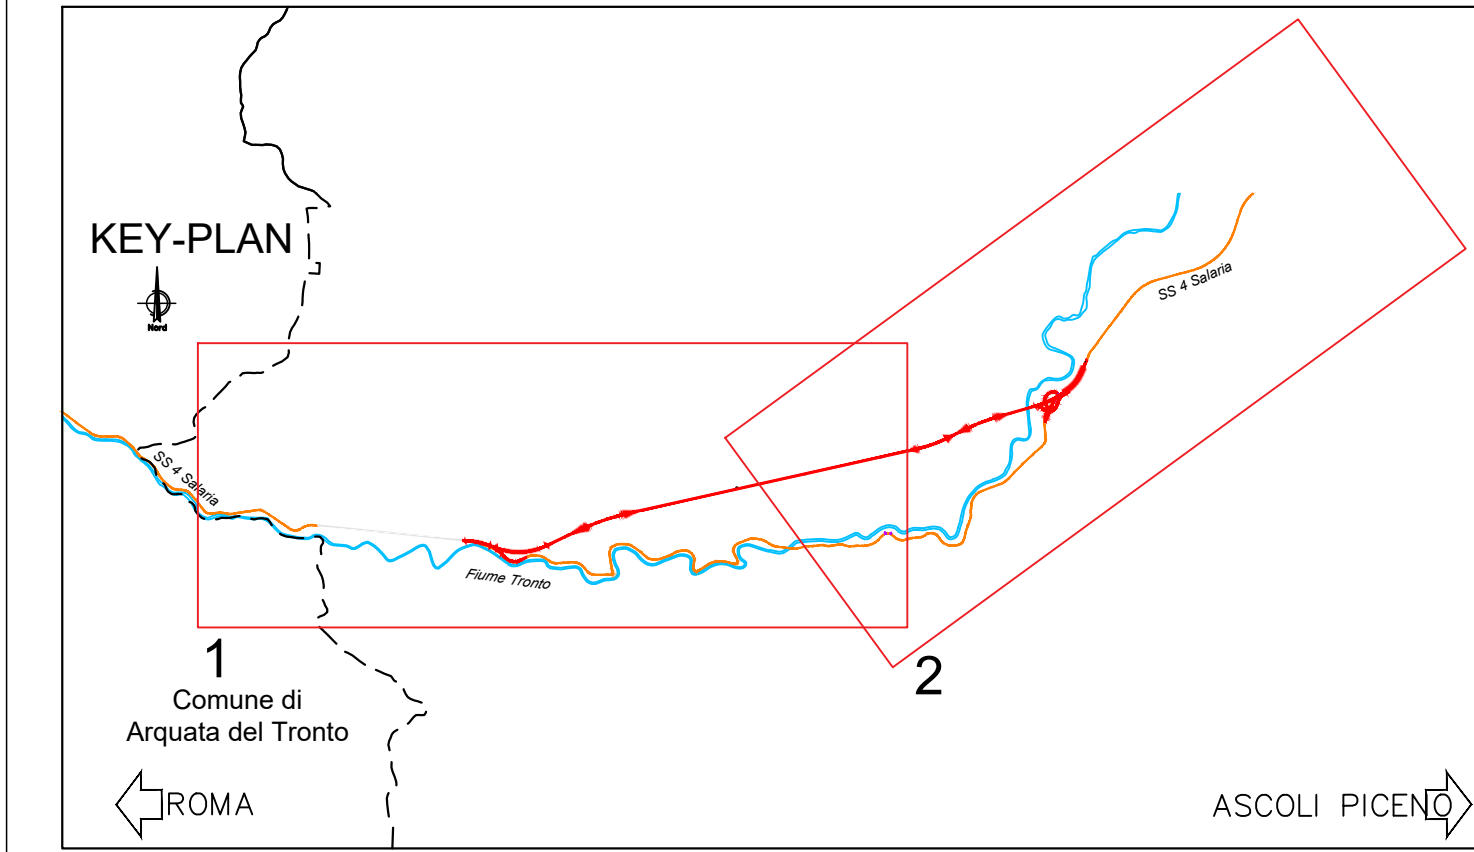 KEY-PLAN
Nord
SS 4 Salaria
SS 4 Salaria
Fiume Tronto
1
2
Comune di
Arquata del Tronto
ROMA
ASCOLI PICENO